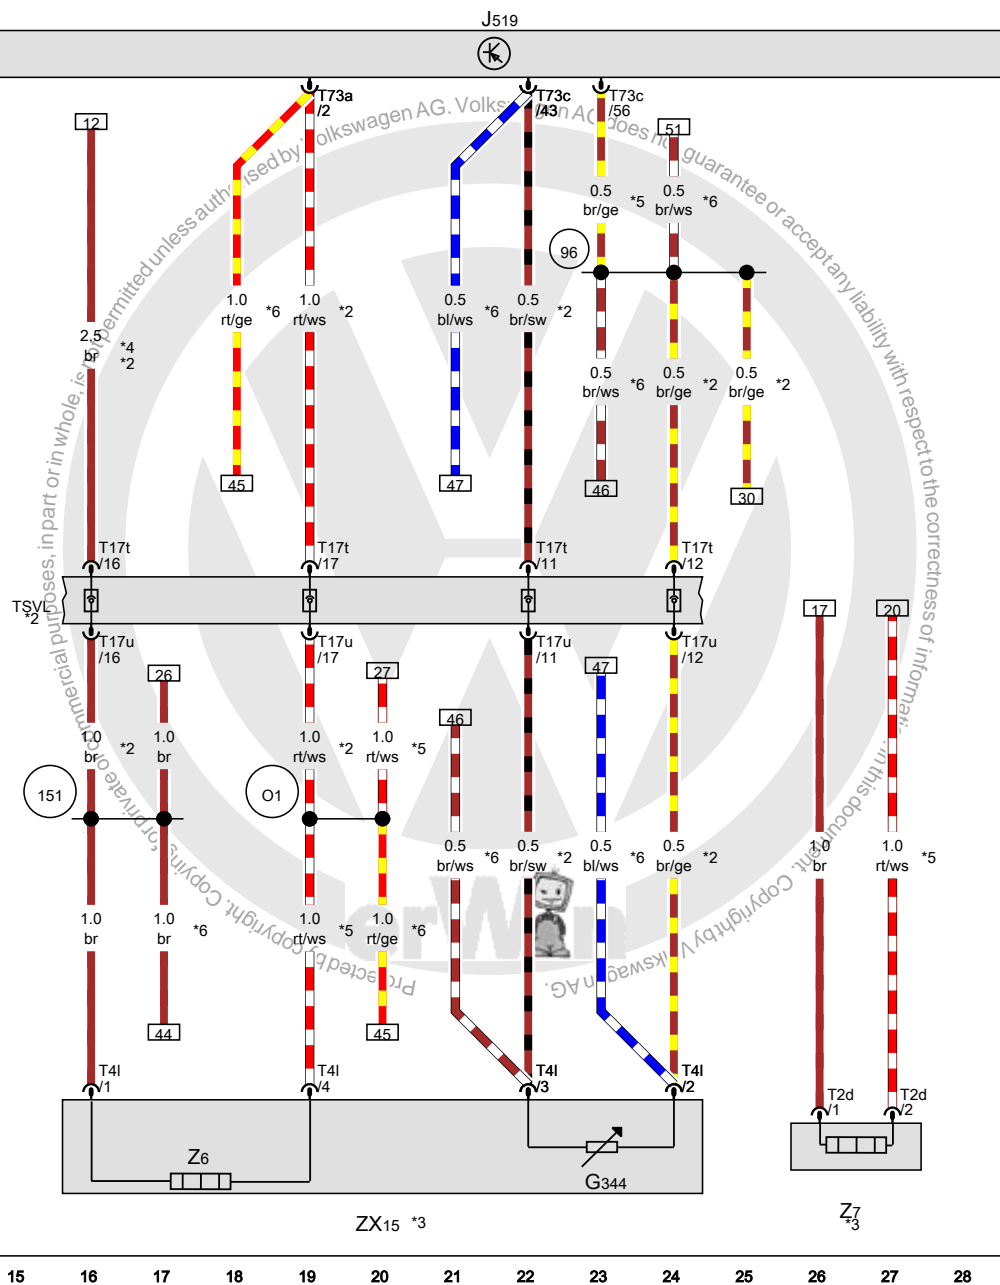 J519
T73a
/2
T73c
/43
T73c
/56
12
51
0.5
br/ge
*5
0.5
br/ws
*6
96
1.0
rt/ge
*6
1.0
rt/ws
*2
0.5
bl/ws
*6
0.5
br/sw
*2
2.5
br
*4
*2
0.5
br/ws
*6
0.5
br/ge
*2
0.5
br/ge
*2
45
47
46
30
T17t
/16
T17t
/17
T17t
/11
T17t
/12
TSVL
*2
17
20
T17u
/16
T17u
/17
T17u
/11
T17u
/12
26
27
47
46
1.0
br
*2
1.0
br
1.0
rt/ws
*2
1.0
rt/ws
*5
151
O1
0.5
br/ws
*6
0.5
br/sw
*2
0.5
bl/ws
*6
0.5
br/ge
*2
1.0
br
1.0
rt/ws
*5
1.0
br
1.0
br
*6
1.0
rt/ws
*5
1.0
rt/ge
*6
44
45
T4l
/1
T4l
/4
T4l
/3
T4l
/2
T2d
/1
T2d
/2
Z6
G344
ZX15 *3
Z7
*3
15 16 17 18 19 20 21 22 23 24 25 26 27 28
erWin
Protected by Copyright. Copying for private or commercial purposes, in part or in whole, is not permitted unless authorised by Volkswagen AG. Volkswagen AG does not guarantee or accept any liability with respect to the correctness of information in this document. Copyright by Volkswagen AG.